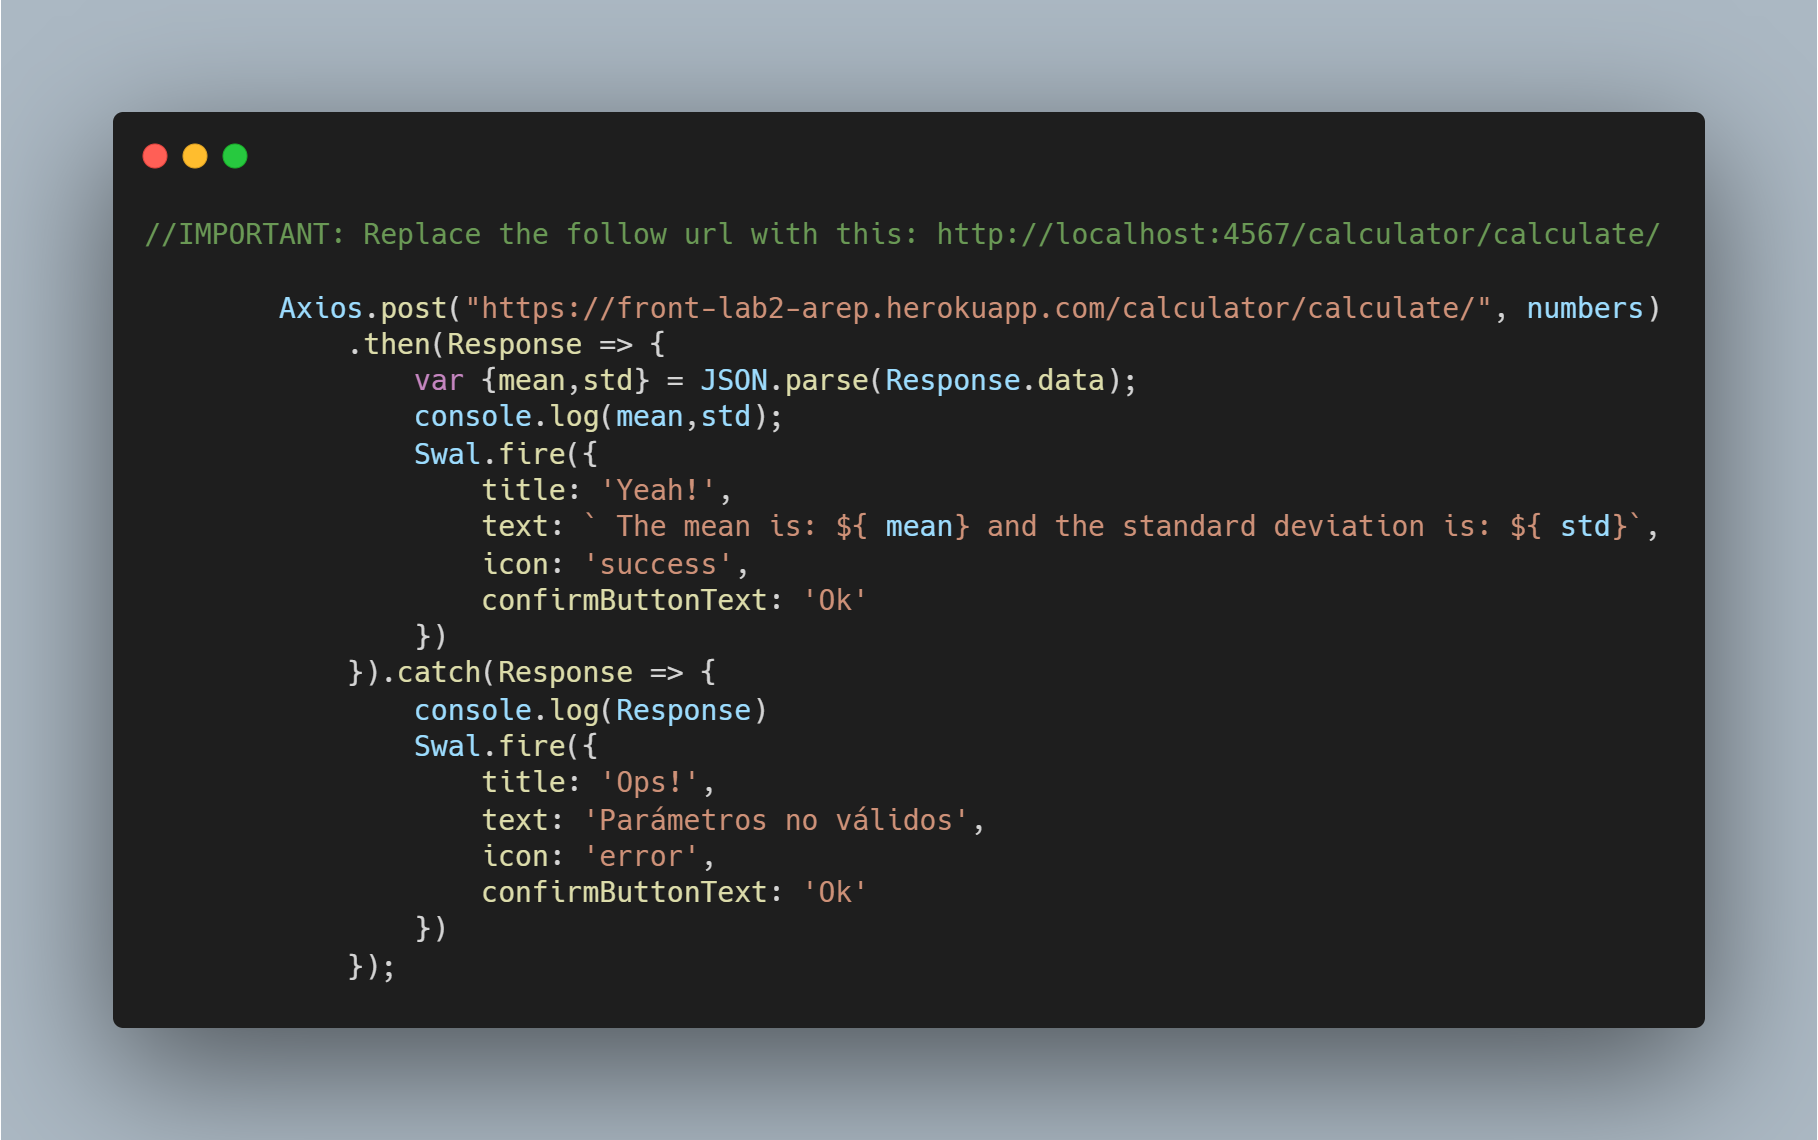 //IMPORTANT: Replace the follow url with this: http://localhost:4567/calculator/calculate/
Axios.post("https://front-lab2-arep.herokuapp.com/calculator/calculate/", numbers)
.then(Response => {
var {mean,std} = JSON.parse(Response.data);
console.log(mean,std);
Swal.fire({
title: 'Yeah!',
text: ` The mean is: ${ mean} and the standard deviation is: ${ std}`,
icon: 'success',
confirmButtonText: 'Ok'
})
}).catch(Response => {
console.log(Response)
Swal.fire({
title: 'Ops!',
text: 'Parámetros no válidos',
icon: 'error',
confirmButtonText: 'Ok'
})
});